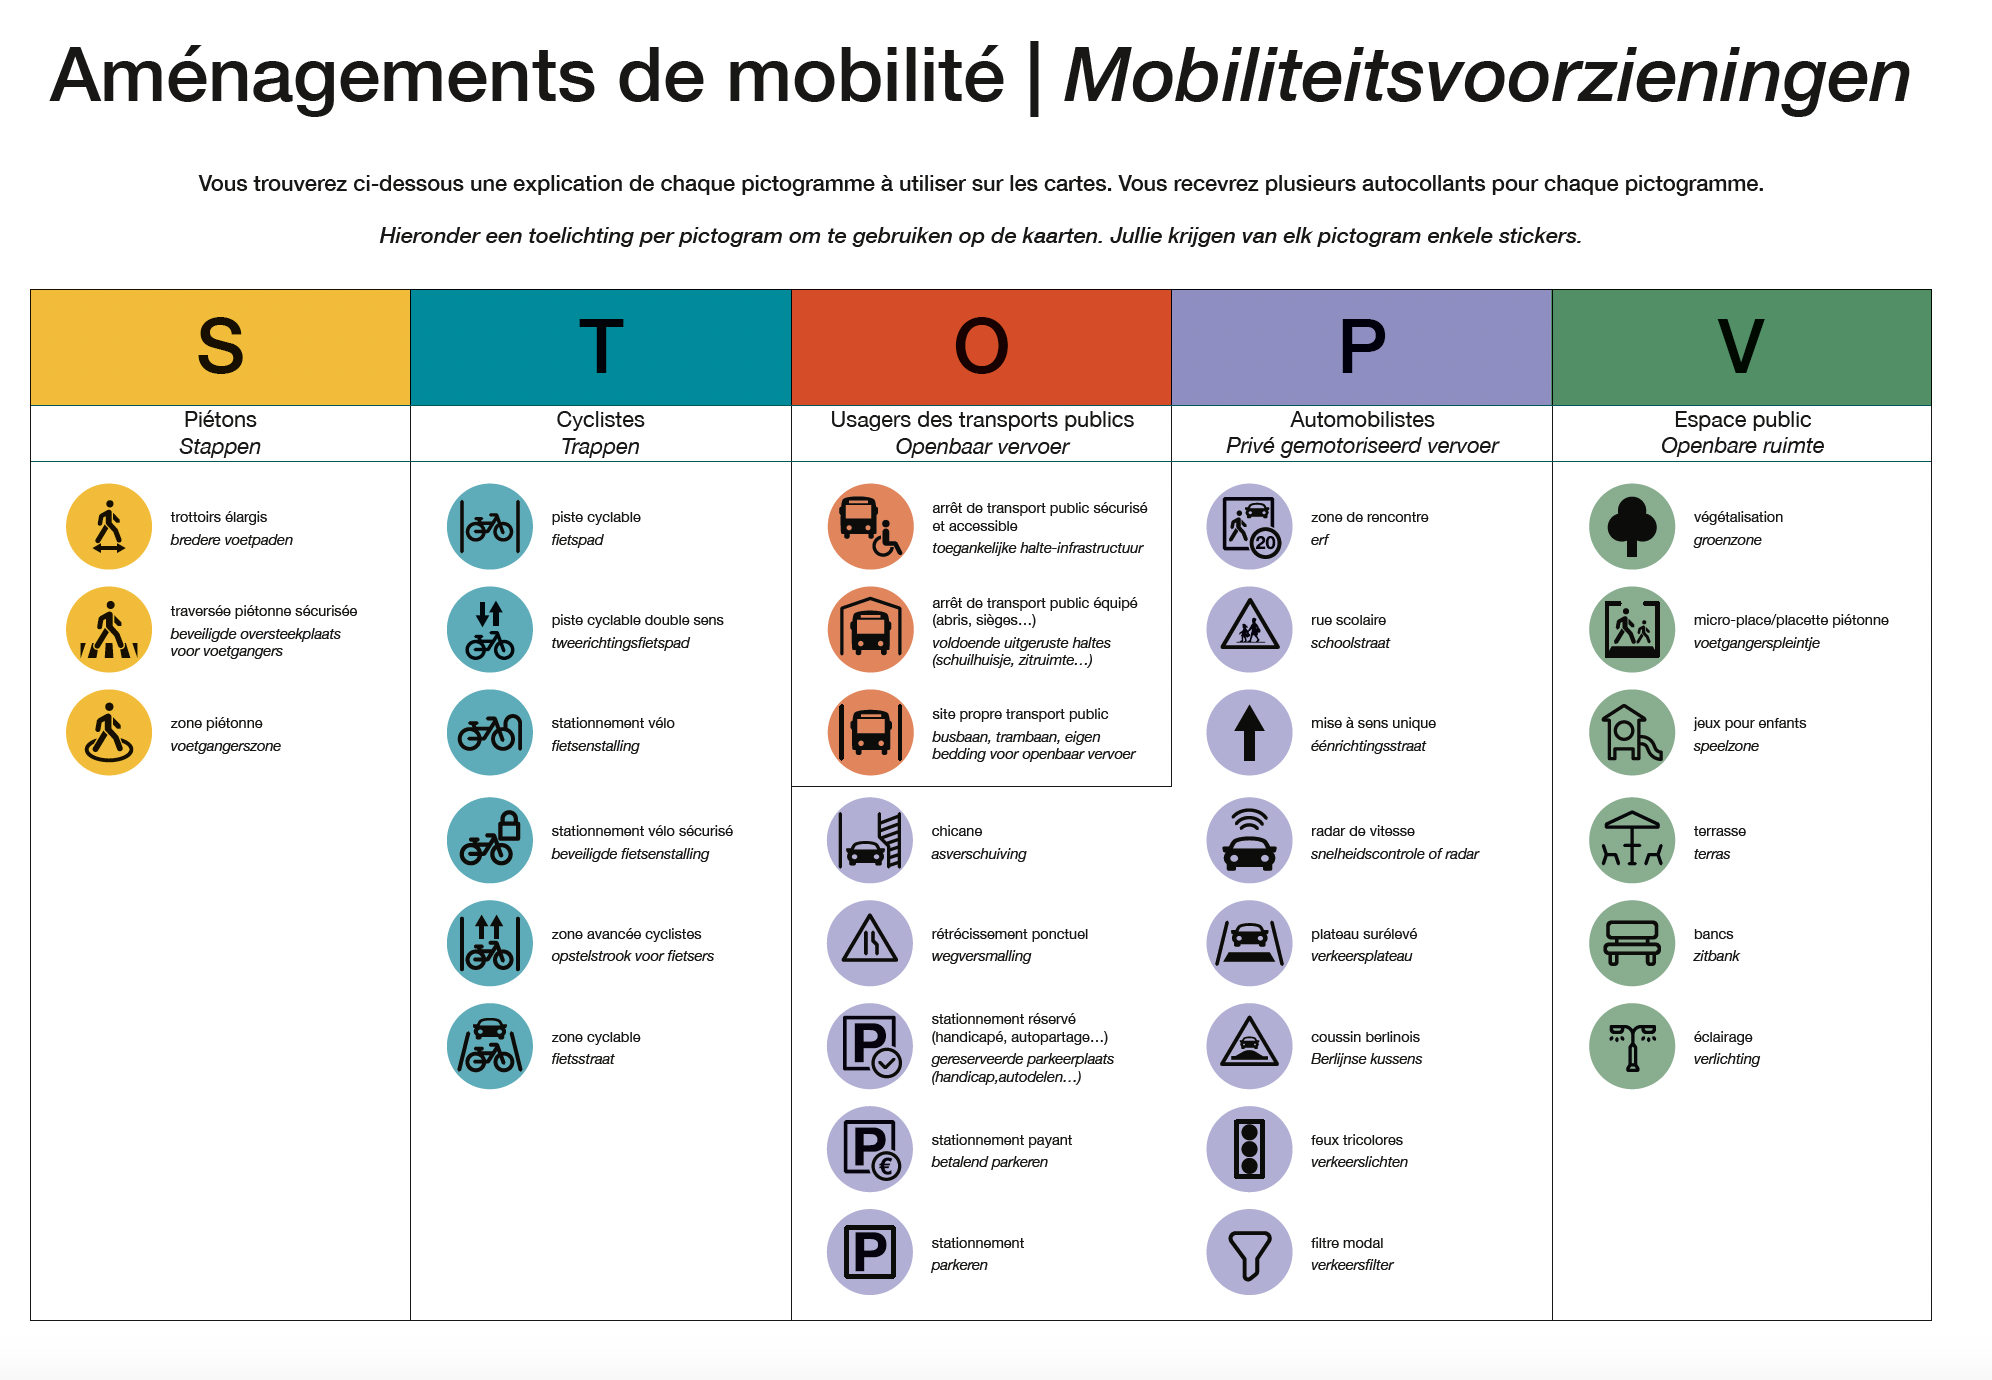 Aménagements de mobilité | Mobiliteitsvoorzieningen
Vous trouverez ci-dessous une explication de chaque pictogramme à utiliser sur les cartes. Vous recevrez plusieurs autocollants pour chaque pictogramme.
Hieronder een toelichting per pictogram om te gebruiken op de kaarten. Jullie krijgen van elk pictogram enkele stickers.
S
Piétons
Stappen
trottoirs élargis
bredere voetpaden
traversée piétonne sécurisée
beveiligde oversteekplaats
voor voetgangers
zone piétonne
voetgangerszone
T
Cyclistes
Trappen
piste cyclable
fietspad
piste cyclable double sens
tweerichtingsfietspad
stationnement vélo
fietsenstalling
stationnement vélo sécurisé
beveiligde fietsenstalling
zone avancée cyclistes
opstelstrook voor fietsers
zone cyclable
fietsstraat
O
Usagers des transports publics
Openbaar vervoer
arrêt de transport public sécurisé
et accessible
toegankelijke halte-infrastructuur
arrêt de transport public équipé
(abris, sièges...)
voldoende uitgeruste haltes
(schuilhuisje, zitruimte...)
site propre transport public
busbaan, trambaan, eigen
bedding voor openbaar vervoer
chicane
asverschuiving
rétrécissement ponctuel
wegversmalling
P
stationnement réservé
(handicapé, autopartage...)
gereserveerde parkeerplaats
(handicap,autodelen...)
P
€
stationnement payant
betalend parkeren
P
stationnement
parkeren
P
Automobilistes
Privé gemotoriseerd vervoer
20
zone de rencontre
erf
rue scolaire
schoolstraat
mise à sens unique
éénrichtingsstraat
radar de vitesse
snelheidscontrole of radar
plateau surélevé
verkeersplateau
coussin berlinois
Berlijnse kussens
feux tricolores
verkeerslichten
filtre modal
verkeersfilter
V
Espace public
Openbare ruimte
végétalisation
groenzone
micro-place/placette piétonne
voetgangerspleintje
jeux pour enfants
speelzone
terrasse
terras
bancs
zitbank
éclairage
verlichting